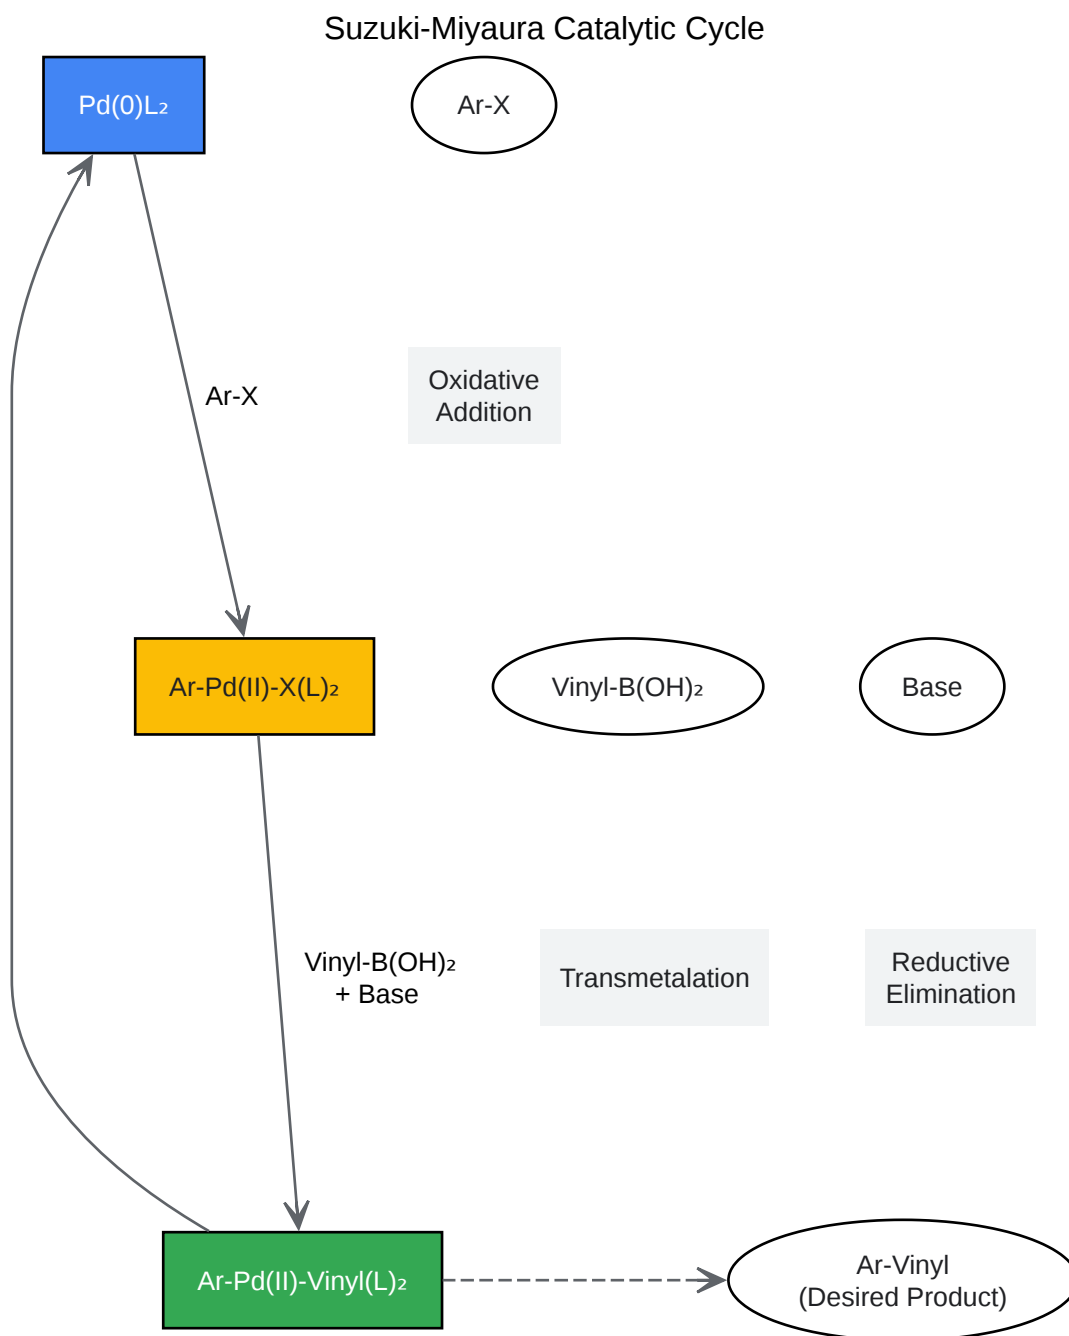 Suzuki-Miyaura Catalytic Cycle
Pd(0)L₂
Ar-X
Ar-X
Oxidative
Addition
Ar-Pd(II)-X(L)₂
Vinyl-B(OH)₂
Base
Vinyl-B(OH)₂
+ Base
Transmetalation
Reductive
Elimination
Ar-Pd(II)-Vinyl(L)₂
Ar-Vinyl
(Desired Product)